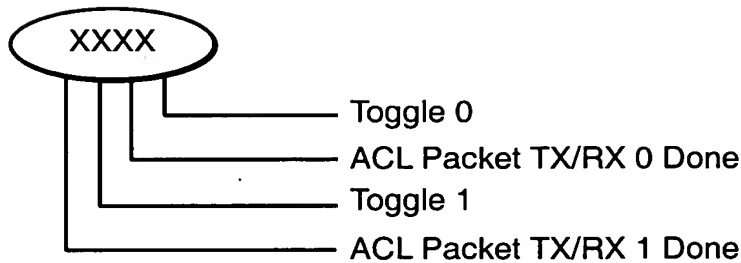 XXXX
Toggle 0
ACL Packet TX/RX 0 Done
Toggle 1
ACL Packet TX/RX 1 Done